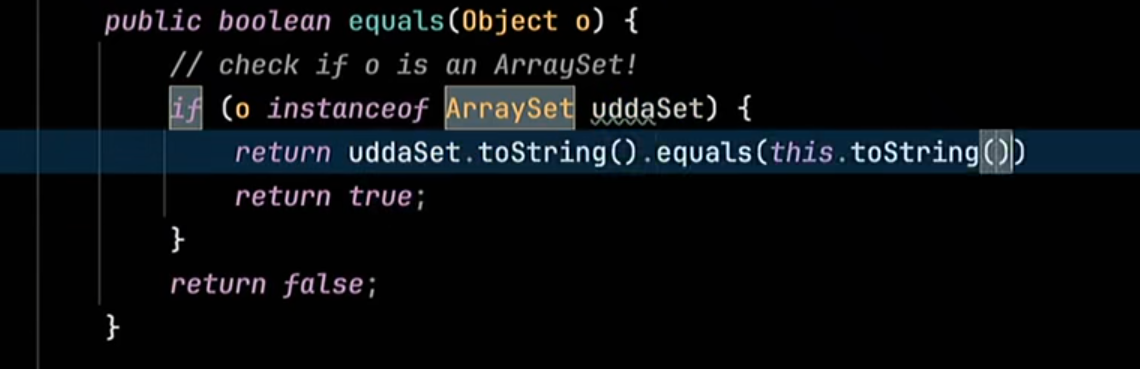 public boolean equals(Object o) {
// check if o is an ArraySet!
if (o instanceof ArraySet uddaSet) {
return uddaSet.toString().equals(this.toString())
return true;
}
return false;
}